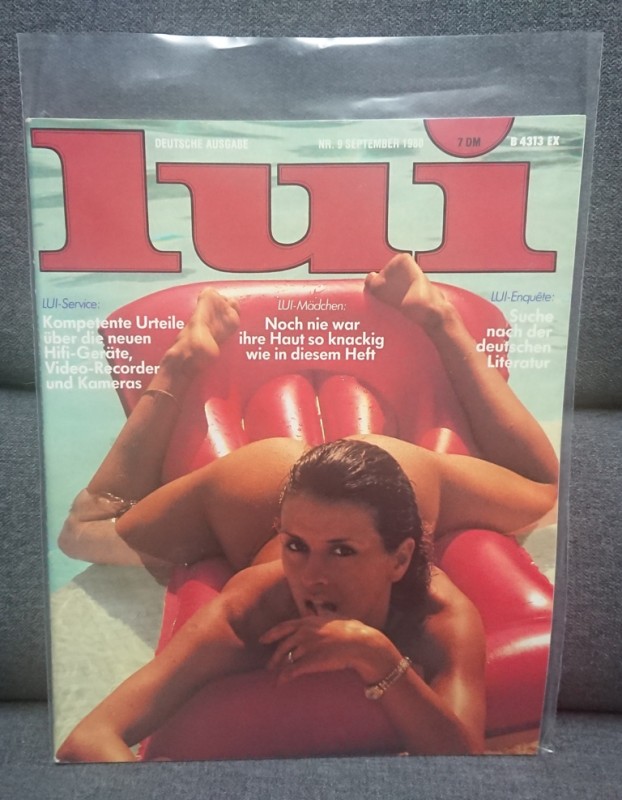 DEUTSCHE AUSGABE
NR. 9 SEPTEMBER 1980
7 DM
B 4313 EX
lui
LUI-Service:
Kompetente Urteile
über die neuen
Hifi-Geräte,
Video-Recorder
und Kameras
LUI-Mädchen:
Noch nie war
ihre Haut so knackig
wie in diesem Heft
LUI-Enquête:
Suche
nach der
deutschen
Literatur